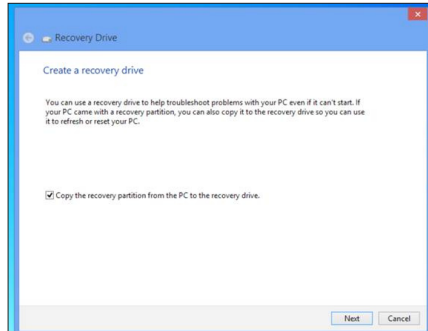 Recovery Drive
Create a recovery drive
You can use a recovery drive to help troubleshoot problems with your PC even if it can't start. If
your PC came with a recovery partition, you can also copy it to the recovery drive so you can use
it to refresh or reset your PC.
Copy the recovery partition from the PC to the recovery drive.
Next Cancel